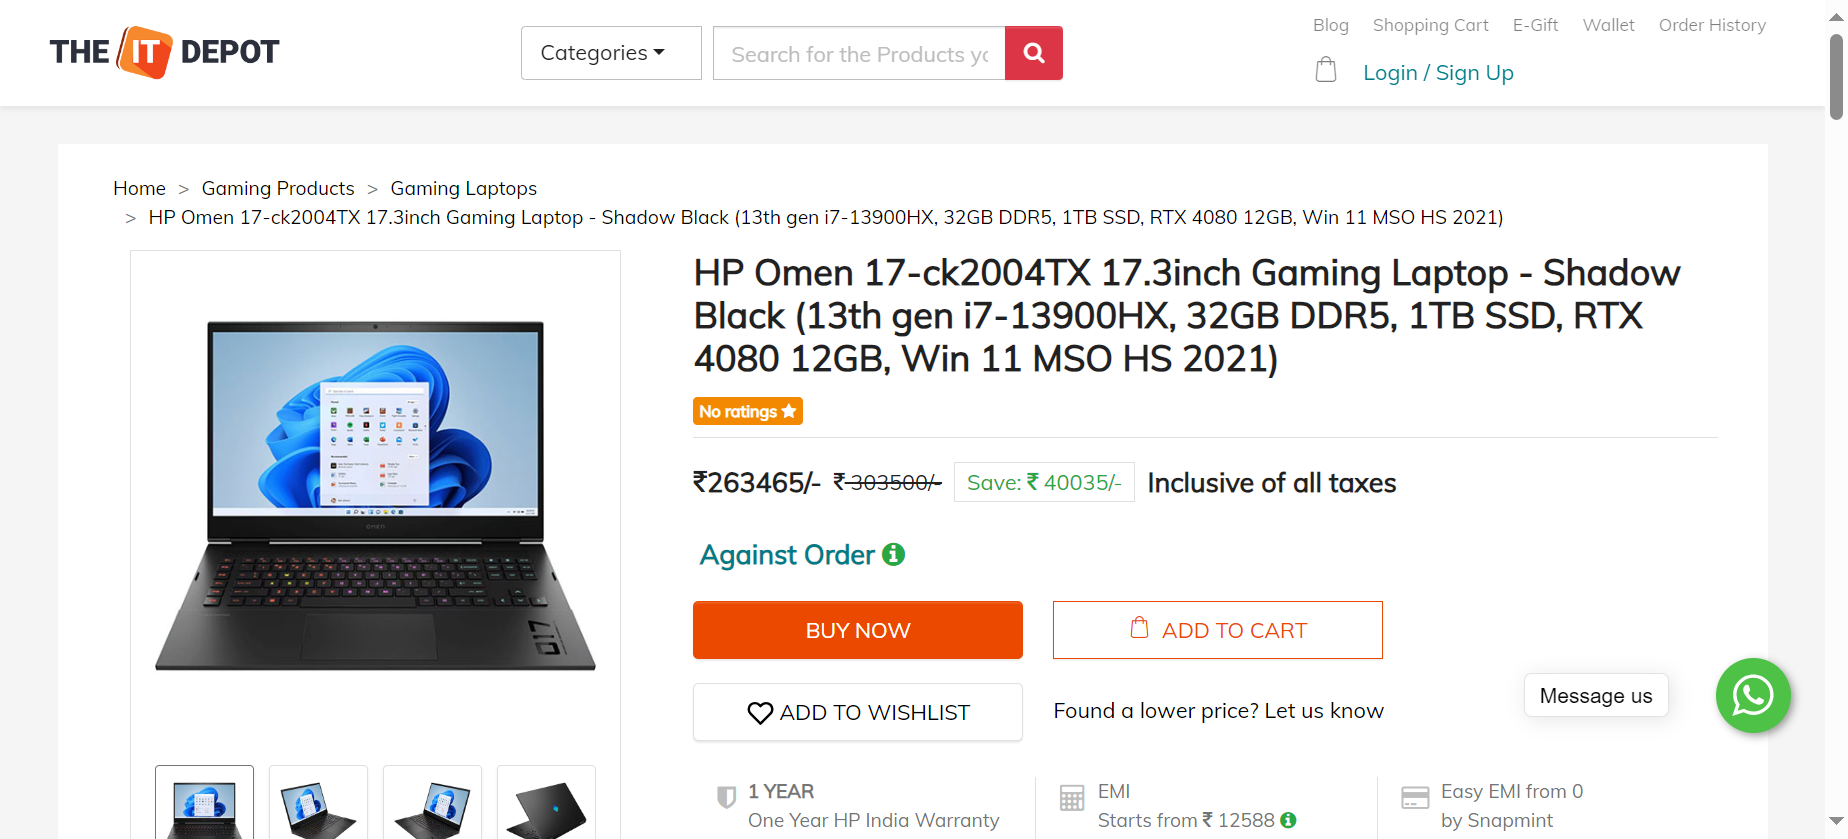 THE IT DEPOT
Categories
Search for the Products yc
Blog
Shopping Cart
E-Gift
Wallet
Order History
Login / Sign Up
Home > Gaming Products > Gaming Laptops
> HP Omen 17-ck2004TX 17.3inch Gaming Laptop - Shadow Black (13th gen i7-13900HX, 32GB DDR5, 1TB SSD, RTX 4080 12GB, Win 11 MSO HS 2021)
HP Omen 17-ck2004TX 17.3inch Gaming Laptop - Shadow
Black (13th gen i7-13900HX, 32GB DDR5, 1TB SSD, RTX
4080 12GB, Win 11 MSO HS 2021)
No ratings
₹263465/- ₹ 303500/- Save: ₹ 40035/- Inclusive of all taxes
Against Order
BUY NOW
ADD TO CART
ADD TO WISHLIST
Found a lower price? Let us know
Message us
1 YEAR
One Year HP India Warranty
EMI
Starts from ₹ 12588
Easy EMI from 0
by Snapmint